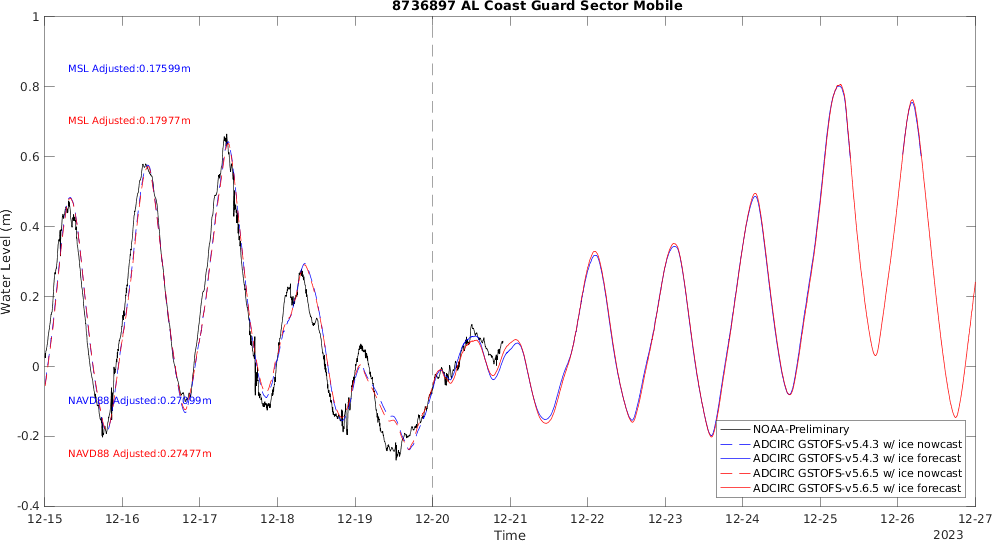 8736897 AL Coast Guard Sector Mobile
1
0.8
0.6
0.4
0.2
0
-0.2
-0.4
Water Level (m)
MSL Adjusted:0.17599m
MSL Adjusted:0.17977m
NAVD88 Adjusted:0.27099m
NAVD88 Adjusted:0.27477m
NOAA-Preliminary
ADCIRC GSTOFS-v5.4.3 w/ ice nowcast
ADCIRC GSTOFS-v5.4.3 w/ ice forecast
ADCIRC GSTOFS-v5.6.5 w/ ice nowcast
ADCIRC GSTOFS-v5.6.5 w/ ice forecast
12-15 12-16 12-17 12-18 12-19 12-20 12-21 12-22 12-23 12-24 12-25 12-26 12-27
Time
2023